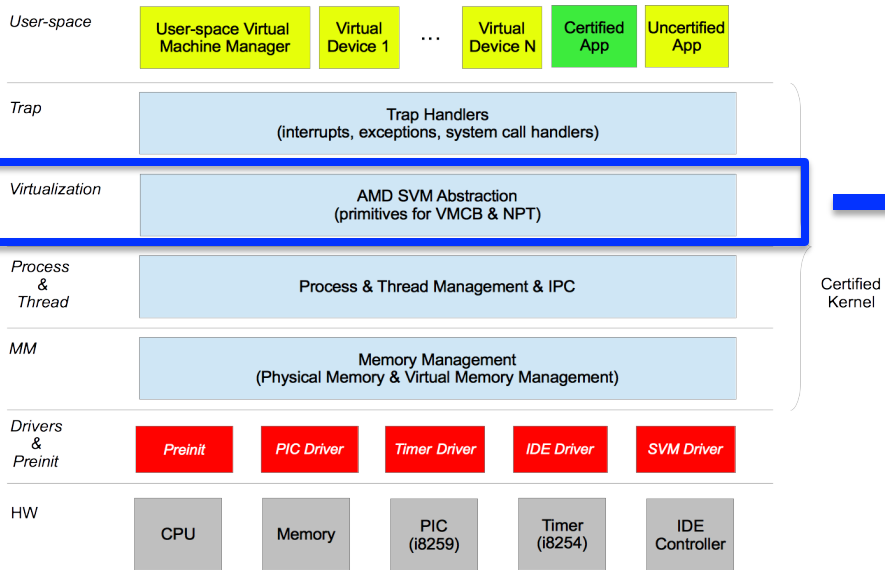 User-space
User-space Virtual
Machine Manager
Virtual
Device 1
...
Virtual
Device N
Certified
App
Uncertified
App
Trap
Trap Handlers
(interrupts, exceptions, system call handlers)
Virtualization
AMD SVM Abstraction
(primitives for VMCB & NPT)
Process
&
Thread
Process & Thread Management & IPC
Certified
Kernel
MM
Memory Management
(Physical Memory & Virtual Memory Management)
Drivers
&
Preinit
Preinit
PIC Driver
Timer Driver
IDE Driver
SVM Driver
HW
CPU
Memory
PIC
(i8259)
Timer
(i8254)
IDE
Controller